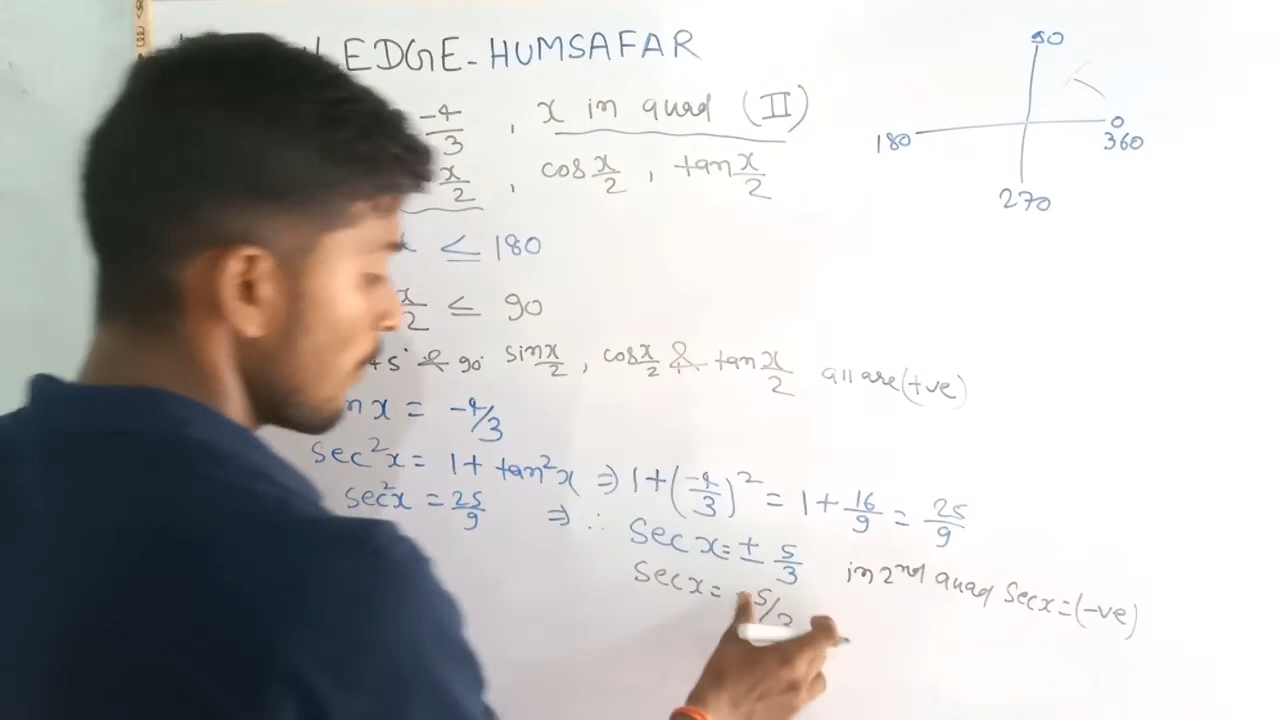 EDGE-HUMSAFAR
-4/3 , x in quad (II)
x/2 , cos x/2 , tan x/2
≤ 180
x/2 ≤ 90
90 sin x/2 , cos x/2 & tan x/2 all are (+ve)
n x = -4/3
sec²x = 1 + tan²x ⇒ 1 + (-4/3)² = 1 + 16/9 = 25/9
sec²x = 25/9 ⇒ ∴ Sec x = ± 5/3
in 2nd quad Sec x = (-ve)
Sec x = -5/
90
180
0
360
270